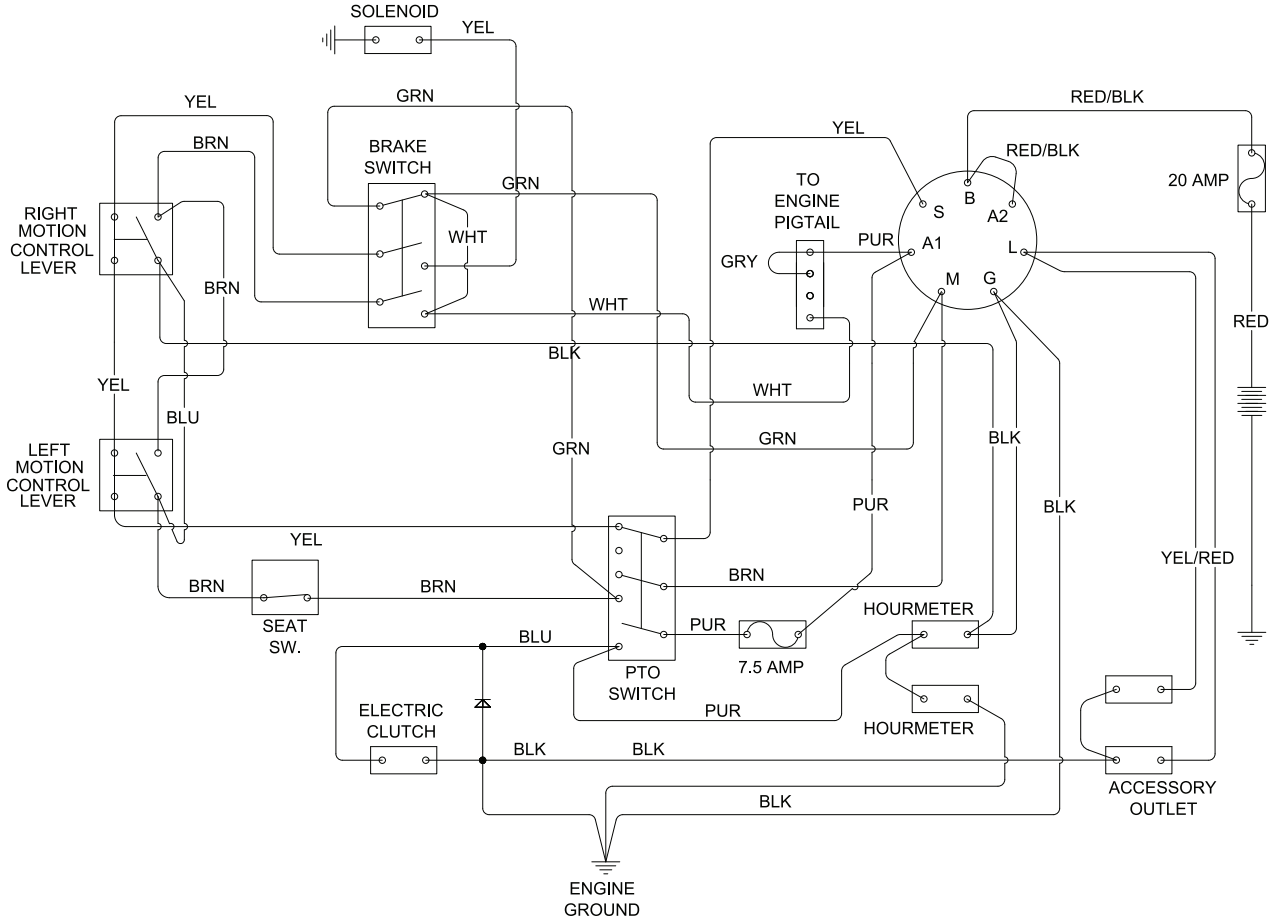 SOLENOID
YEL
GRN
RED/BLK
YEL
YEL
BRN
BRAKE
SWITCH
RED/BLK
TO
ENGINE
PIGTAIL
20 AMP
GRN
B
S
A2
RIGHT
MOTION
CONTROL
LEVER
WHT
PUR
A1
L
GRY
M
G
BRN
WHT
RED
BLK
YEL
WHT
BLU
GRN
BLK
LEFT
MOTION
CONTROL
LEVER
GRN
PUR
BLK
YEL
YEL/RED
BRN
BRN
BRN
HOURMETER
SEAT
SW.
BLU
PUR
7.5 AMP
PTO
SWITCH
ELECTRIC
CLUTCH
PUR
HOURMETER
BLK
BLK
ACCESSORY
OUTLET
BLK
ENGINE
GROUND